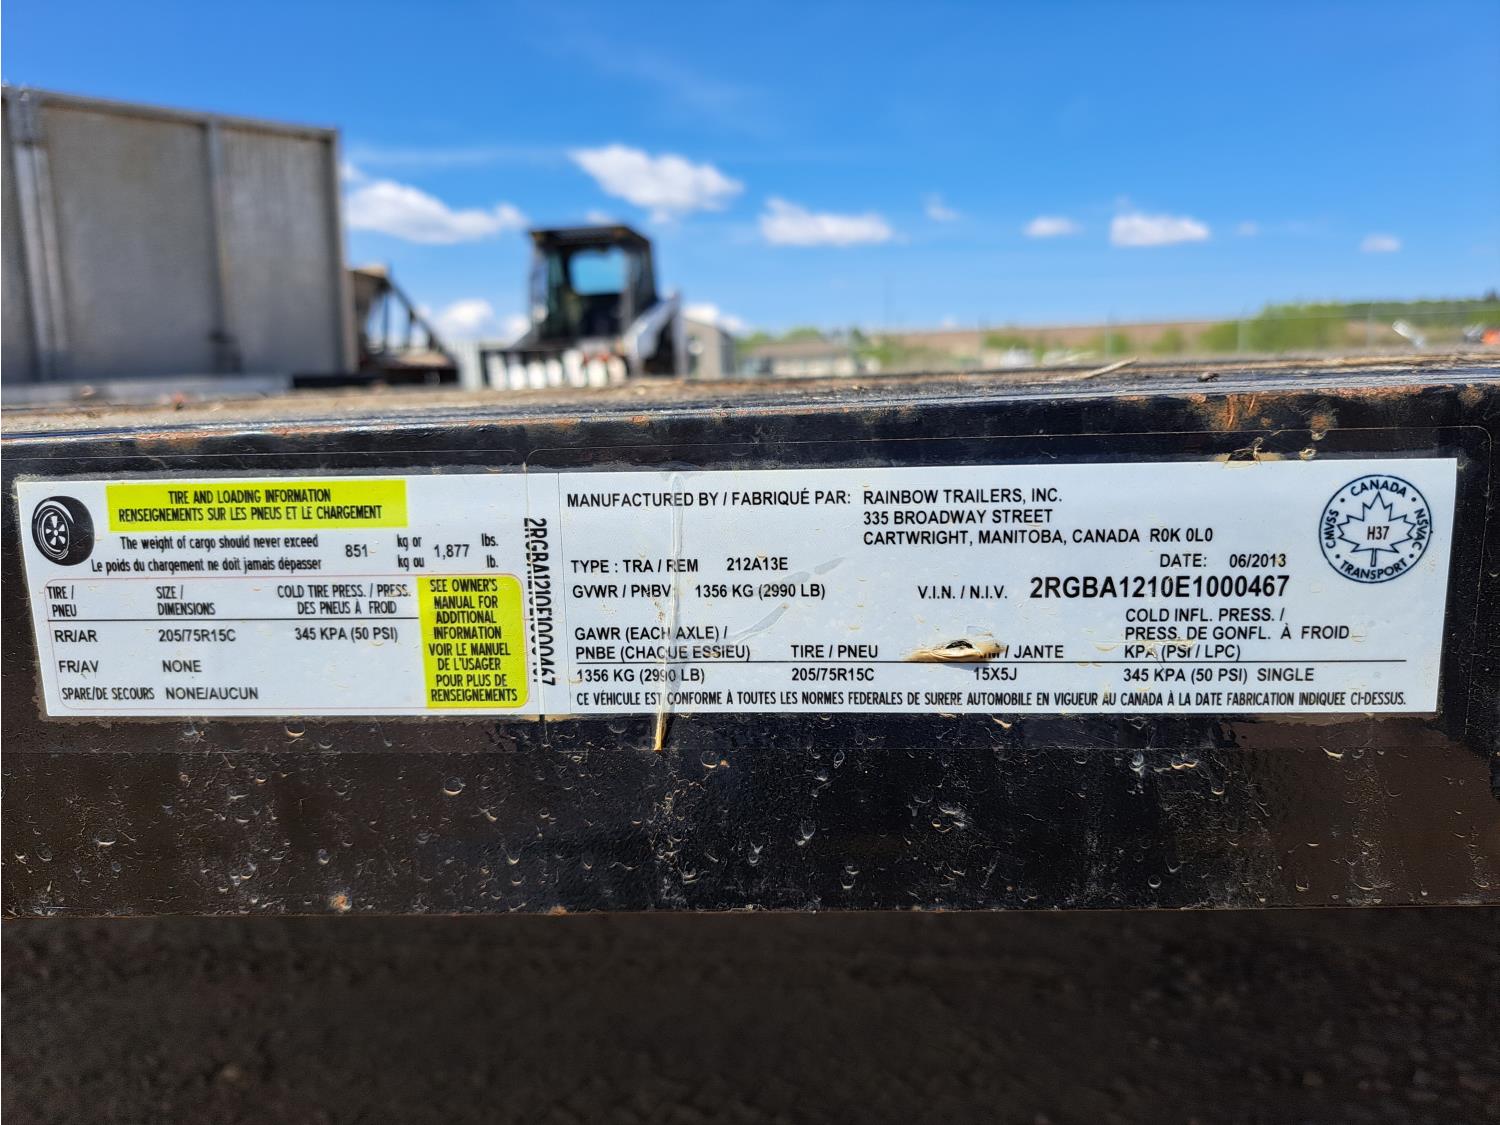 TIRE AND LOADING INFORMATION
RENSEIGNEMENTS SUR LES PNEUS ET LE CHARGEMENT
The weight of cargo should never exceed 851 kg or 1,877 lbs.
Le poids du chargement ne doit jamais dépasser kg ou lb.
TIRE / SIZE / COLD TIRE PRESS. / PRESS.
PNEU DIMENSIONS DES PNEUS À FROID
RR/AR 205/75R15C 345 KPA (50 PSI)
FR/AV NONE
SPARE/DE SECOURS NONE/AUCUN
SEE OWNER'S
MANUAL FOR
ADDITIONAL
INFORMATION
VOIR LE MANUEL
DE L'USAGER
POUR PLUS DE
RENSEIGNEMENTS
2RGBA1210E1000467
MANUFACTURED BY / FABRIQUÉ PAR: RAINBOW TRAILERS, INC.
335 BROADWAY STREET
CARTWRIGHT, MANITOBA, CANADA R0K 0L0
TYPE : TRA / REM 212A13E DATE: 06/2013
GVWR / PNBV: 1356 KG (2990 LB) V.I.N. / N.I.V. 2RGBA1210E1000467
GAWR (EACH AXLE) / COLD INFL. PRESS. /
PRESS. DE GONFL. À FROID
PNBE (CHAQUE ESSIEU) TIRE / PNEU / JANTE KPA (PSI / LPC)
1356 KG (2990 LB) 205/75R15C 15X5J 345 KPA (50 PSI) SINGLE
CE VÉHICULE EST CONFORME À TOUTES LES NORMES FEDERALES DE SURERE AUTOMOBILE EN VIGUEUR AU CANADA À LA DATE FABRICATION INDIQUEE CI-DESSUS.
CANADA
CMVSS H37 NSVAC
TRANSPORT